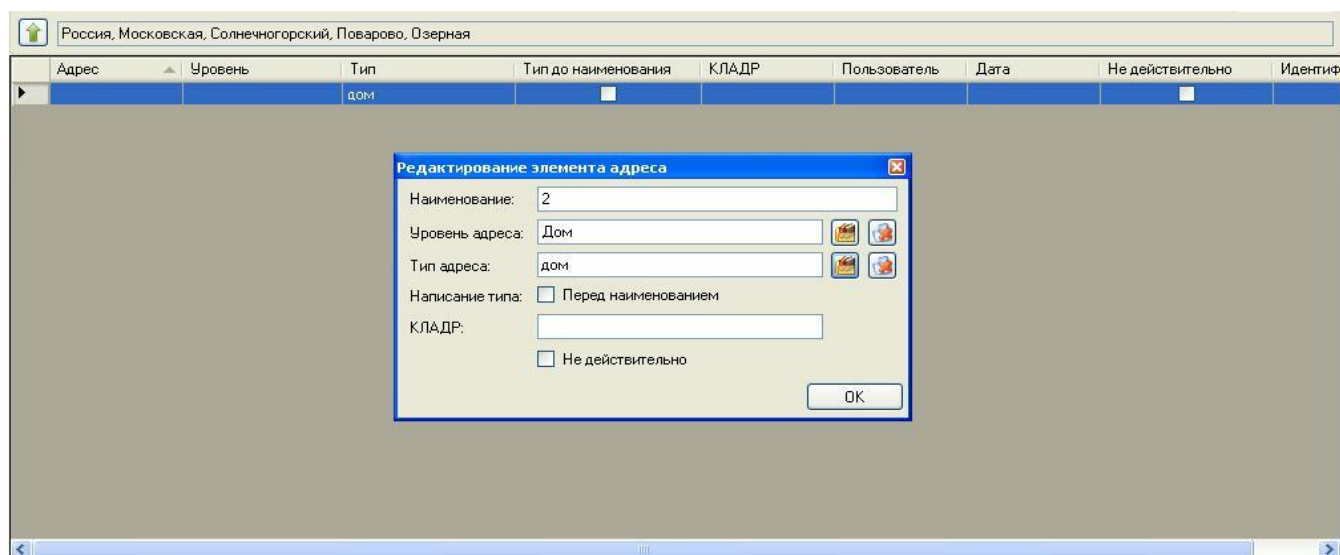 Россия, Московская, Солнечногорский, Поварово, Озерная
Адрес Уровень Тип Тип до наименования КЛАДР Пользователь Дата Не действительно Идентиф
дом
Редактирование элемента адреса
Наименование: 2
Уровень адреса: Дом
Тип адреса: дом
Написание типа: Перед наименованием
КЛАДР:
Не действительно
OK